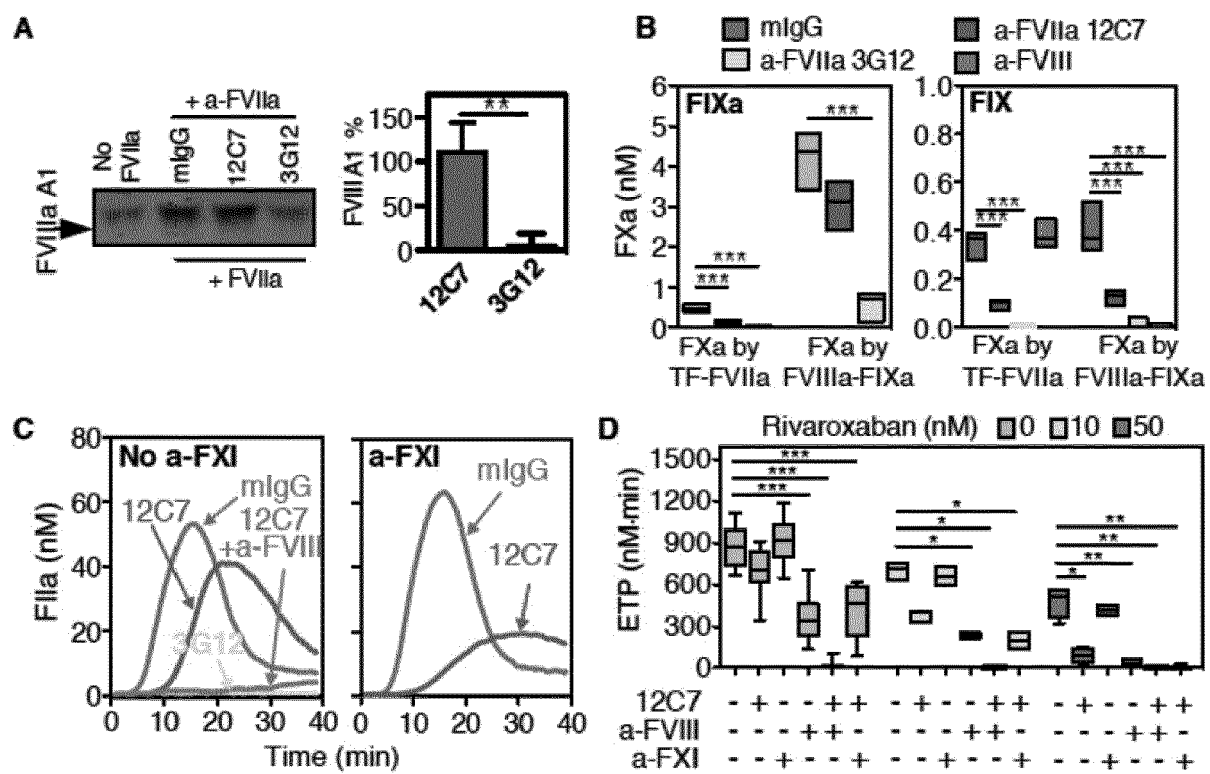 A
+ a-FVIIa
No FVIIa
mIgG
12C7
3G12
FVIIIa A1
+ FVIIa
FVIII A1 %
150
100
50
0
**
12C7
3G12
B
mIgG
a-FVIIa 3G12
a-FVIIa 12C7
a-FVIII
FIXa
FXa (nM)
6
5
4
3
2
1
0
***
***
***
FXa by TF-FVIIa
FXa by FVIIIa-FIXa
FIX
1.0
0.8
0.6
0.4
0.2
0.0
***
***
***
***
***
FXa by TF-FVIIa
FXa by FVIIIa-FIXa
C
No a-FXI
FIIa (nM)
80
60
40
20
0
12C7
mIgG
12C7
+a-FVIII
3G12
0 10 20 30 40
a-FXI
mIgG
12C7
0 10 20 30 40
Time (min)
D
Rivaroxaban (nM) 0 10 50
ETP (nM·min)
1500
1200
900
600
300
0
***
***
***
*
*
*
**
**
**
*
12C7 - + - - + + - + - - + + - + - - + +
a-FVIII - - - + + - - - - + + - - - - + + -
a-FXI - - + - - + - - + - - + - - + - - +